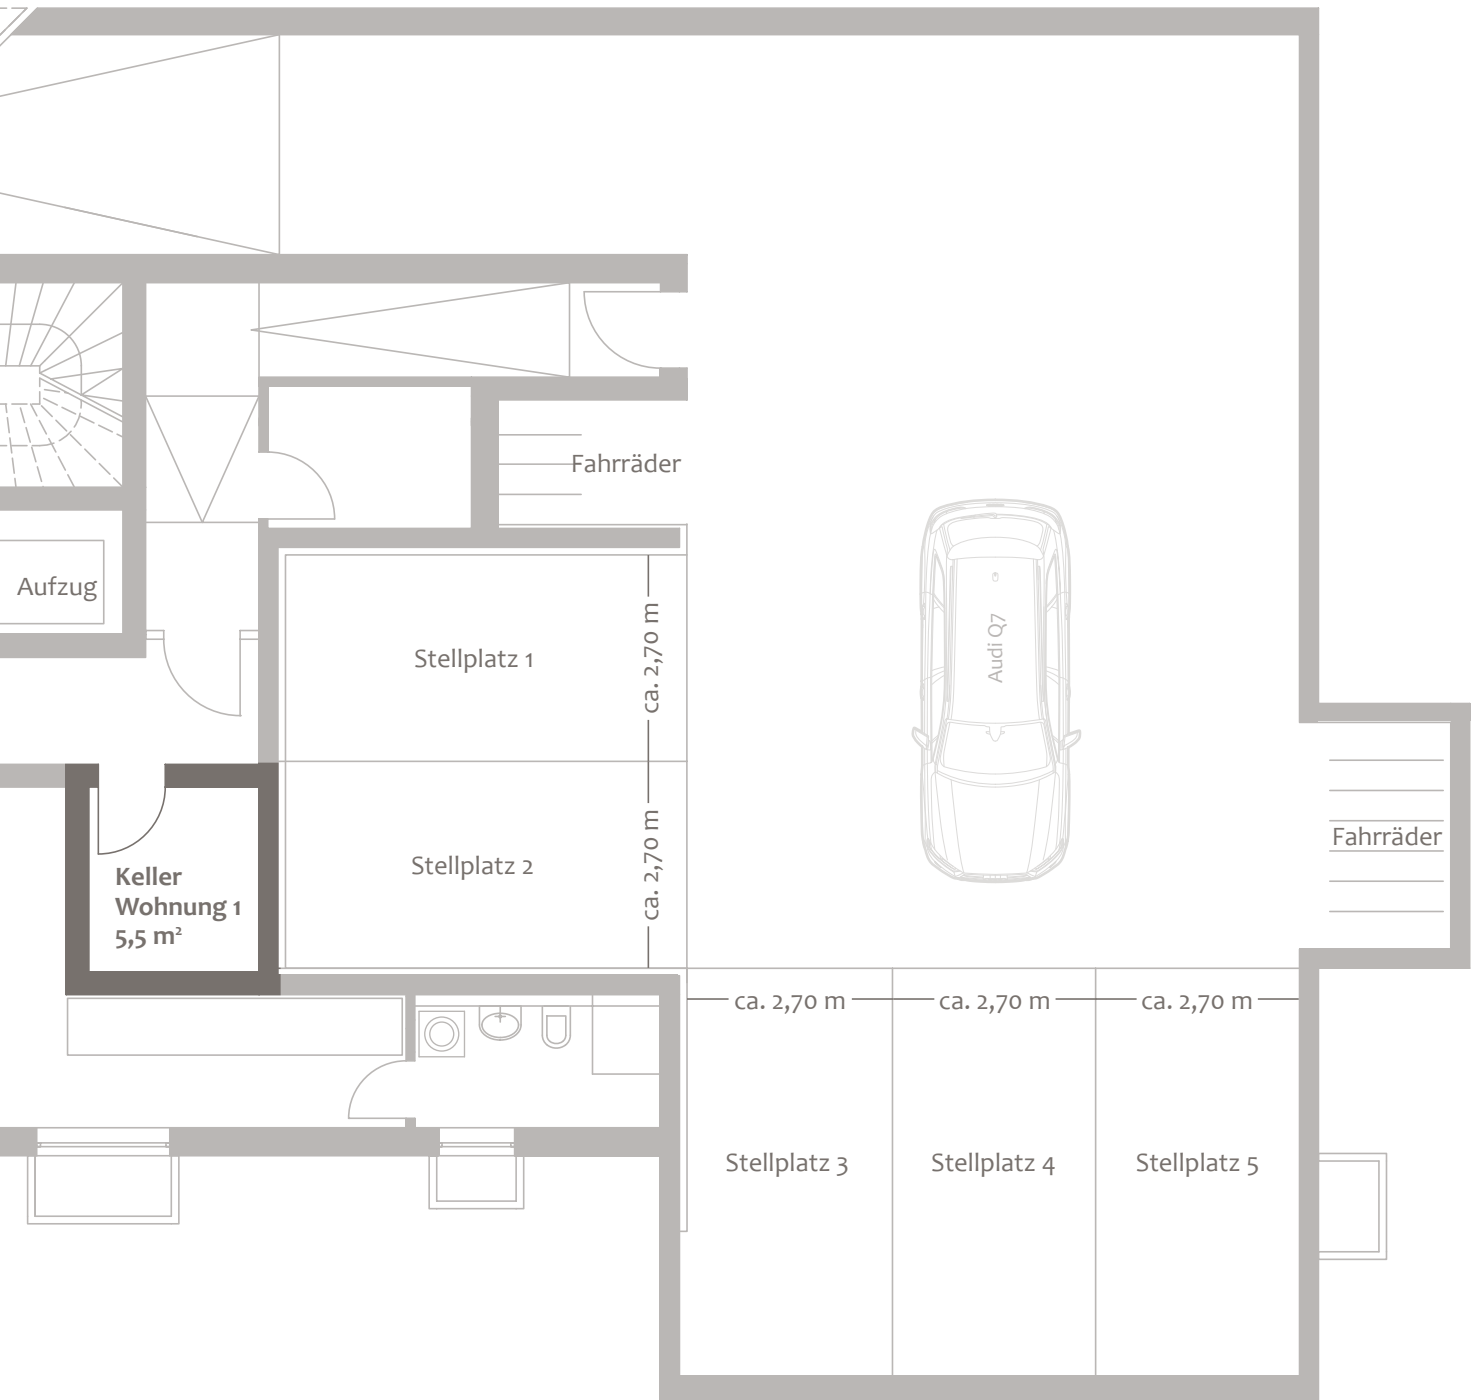 Fahrräder
Aufzug
Stellplatz 1
ca. 2,70 m
Audi Q7
Stellplatz 2
ca. 2,70 m
Fahrräder
Keller
Wohnung 1
5,5 m²
ca. 2,70 m
ca. 2,70 m
ca. 2,70 m
Stellplatz 3
Stellplatz 4
Stellplatz 5